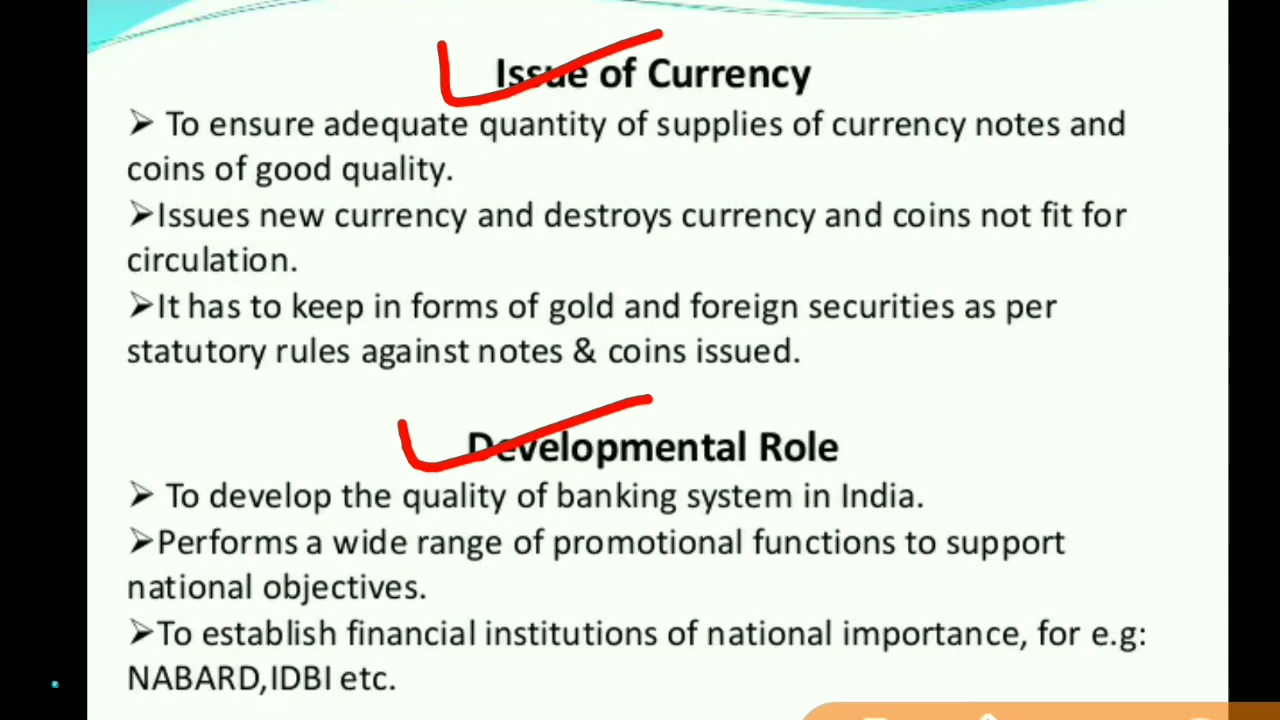 Issue of Currency
➢ To ensure adequate quantity of supplies of currency notes and
coins of good quality.
➢Issues new currency and destroys currency and coins not fit for
circulation.
➢It has to keep in forms of gold and foreign securities as per
statutory rules against notes & coins issued.
Developmental Role
➢ To develop the quality of banking system in India.
➢Performs a wide range of promotional functions to support
national objectives.
➢To establish financial institutions of national importance, for e.g:
NABARD,IDBI etc.